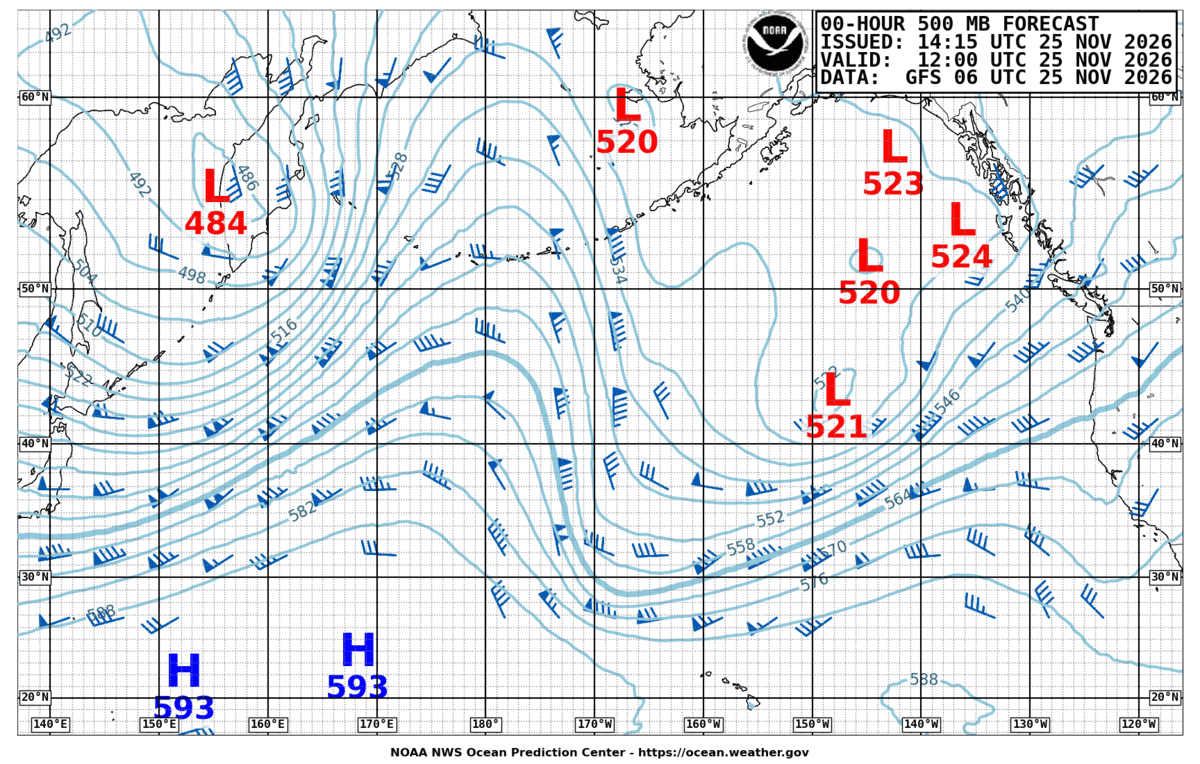 00-HOUR 500 MB FORECAST
ISSUED: 14:15 UTC 25 NOV 2026
VALID: 12:00 UTC 25 NOV 2026
DATA: GFS 06 UTC 25 NOV 2026
NOAA
492
60°N
60°N
L
520
L
523
528
492
486
L
484
L
524
534
L
520
504
498
50°N
50°N
540
510
516
522
522
L
521
546
40°N
40°N
564
582
552
558
570
576
30°N
30°N
588
H
593
H
593
588
20°N
20°N
140°E
150°E
160°E
170°E
180°
170°W
160°W
150°W
140°W
130°W
120°W
NOAA NWS Ocean Prediction Center - https://ocean.weather.gov